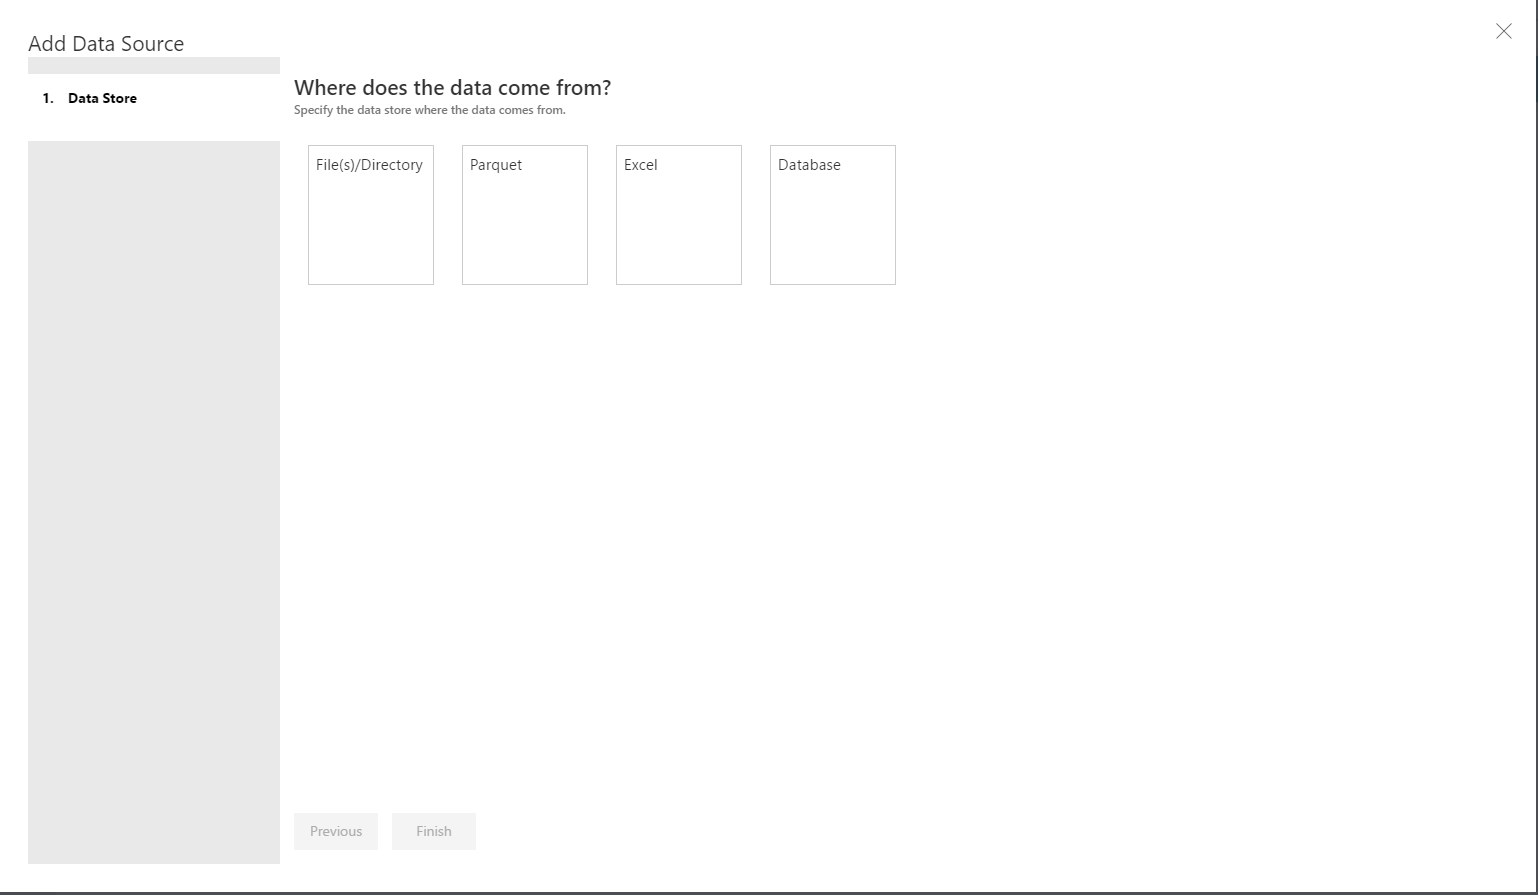 Add Data Source
1. Data Store
Where does the data come from?
Specify the data store where the data comes from.
File(s)/Directory
Parquet
Excel
Database
Previous
Finish